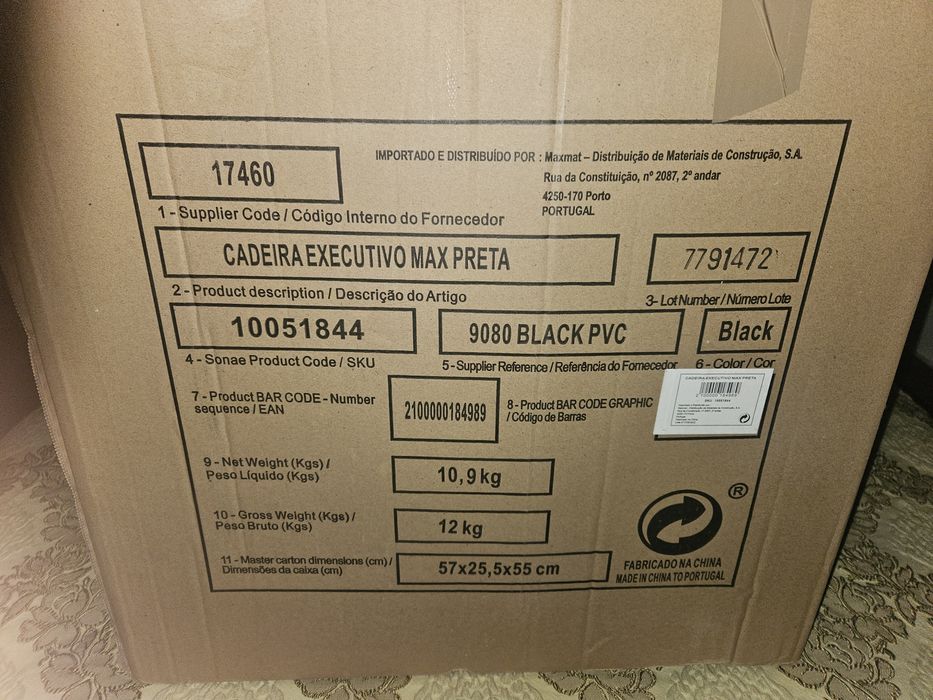 17460
IMPORTADO E DISTRIBUÍDO POR : Maxmat – Distribuição de Materiais de Construção, S.A.
Rua da Constituição, nº 2087, 2º andar
4250-170 Porto
PORTUGAL
1 - Supplier Code / Código Interno do Fornecedor
CADEIRA EXECUTIVO MAX PRETA
7791472
2 - Product description / Descrição do Artigo
3- Lot Number / Número Lote
10051844
9080 BLACK PVC
Black
4 - Sonae Product Code / SKU
5 - Supplier Reference / Referência do Fornecedor
6 - Color / Cor
7 - Product BAR CODE - Number
sequence / EAN
2100000184989
8 - Product BAR CODE GRAPHIC
/ Código de Barras
CADEIRA EXECUTIVO MAX PRETA
2 100000 184989
SKU: 10051844
9 - Net Weight (Kgs) /
Peso Líquido (Kgs)
10,9 kg
10 - Gross Weight (Kgs) /
Peso Bruto (Kgs)
12 kg
®
11 - Master carton dimensions (cm) /
Dimensões da caixa (cm)
57x25,5x55 cm
FABRICADO NA CHINA
MADE IN CHINA TO PORTUGAL